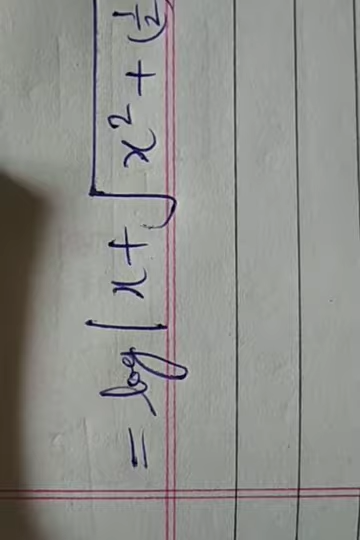 = log |x + √x² + (1/2